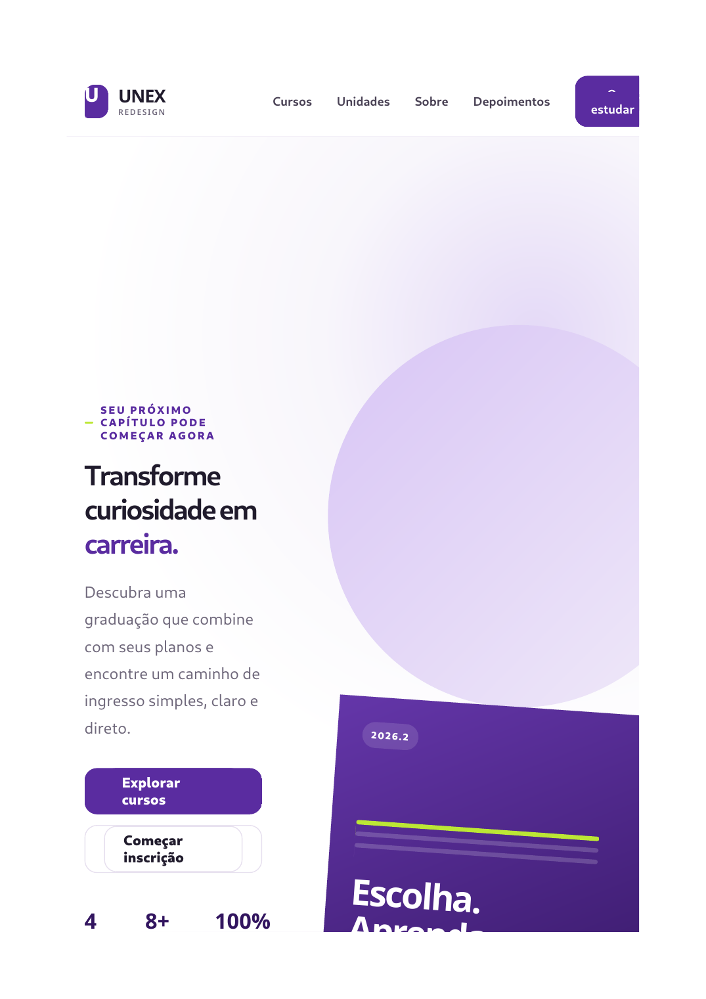 U
UNEX
REDESIGN
Cursos
Unidades
Sobre
Depoimentos
estudar
SEU PRÓXIMO
CAPÍTULO PODE
COMEÇAR AGORA
Transforme
curiosidade em
carreira.
Descubra uma
graduação que combine
com seus planos e
encontre um caminho de
ingresso simples, claro e
direto.
Explorar
cursos
Começar
inscrição
4
8+
100%
2026.2
Escolha.